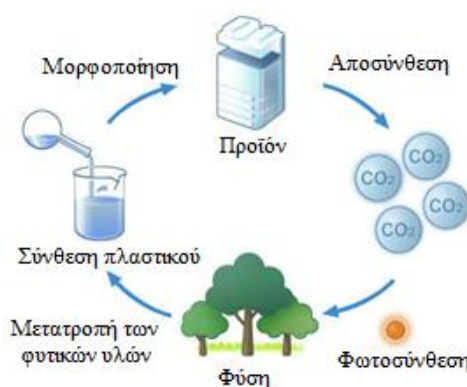 Μορφοποίηση
Αποσύνθεση
Προϊόν
CO₂
CO₂
CO₂
CO₂
Σύνθεση πλαστικού
Μετατροπή των
φυτικών υλών
Φύση
Φωτοσύνθεση